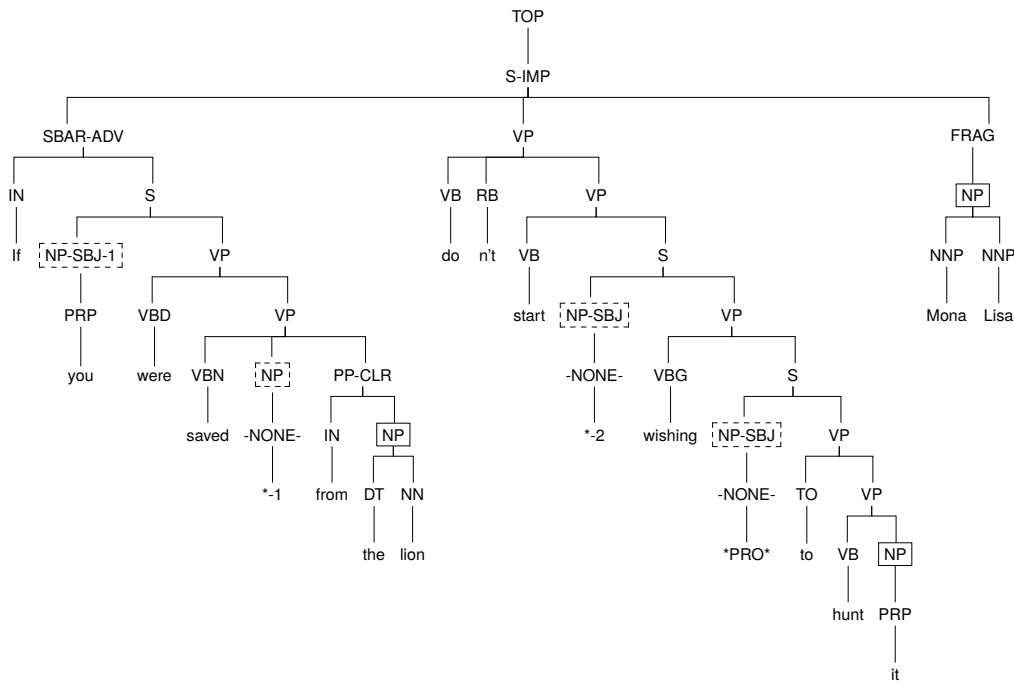 TOP
S-IMP
SBAR-ADV VP FRAG
IN S VB RB VP NP
If NP-SBJ-1 VP do n't VB S NNP NNP
PRP VBD VP start NP-SBJ VP Mona Lisa
you were VBN NP PP-CLR -NONE- VBG S
saved -NONE- IN NP *-2 wishing NP-SBJ VP
*-1 from DT NN -NONE- TO VP
the lion *PRO* to VB NP
hunt PRP
it